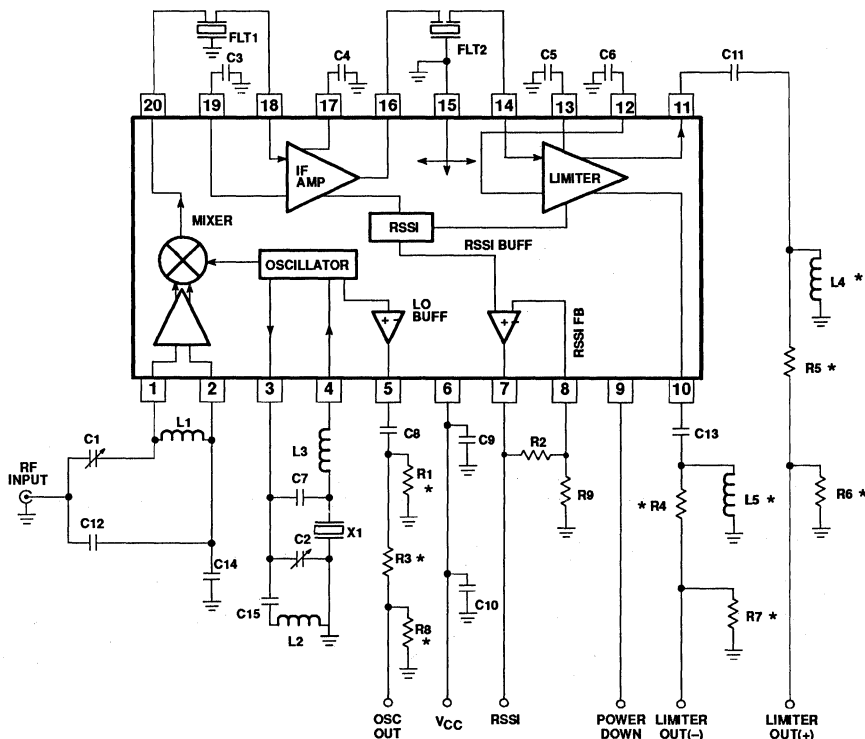 FLT1
FLT2
C3
C4
C5
C6
C11
20
19
18
17
16
15
14
13
12
11
IF
AMP
LIMITER
MIXER
RSSI
RSSI BUFF
OSCILLATOR
LO
BUFF
RSSI FB
+ −
+ −
L4 *
R5 *
1
2
3
4
5
6
7
8
9
10
L1
C1
RF
INPUT
C12
C14
L3
C7
X1
C2
C15
L2
C8
R1
*
R3 *
R8
*
C9
C10
R2
R9
C13
* R4
L5 *
R6 *
R7 *
OSC
OUT
VCC
RSSI
POWER
DOWN
LIMITER
OUT(–)
LIMITER
OUT(+)